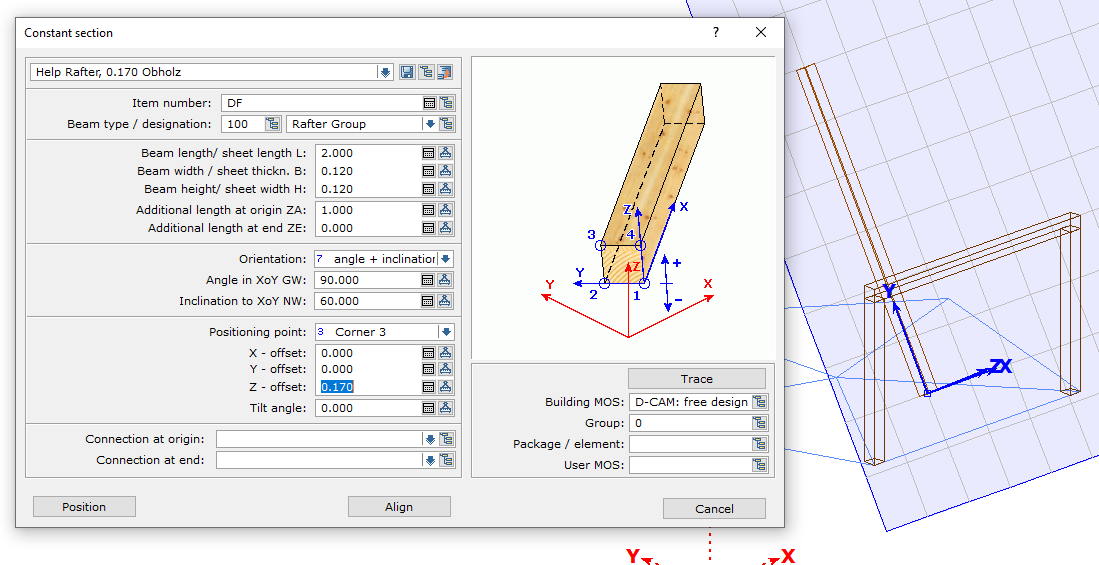 Constant section
?
Help Rafter, 0.170 Obholz
Item number: DF
Beam type / designation: 100 Rafter Group
Beam length/ sheet length L: 2.000
Beam width / sheet thickn. B: 0.120
Beam height/ sheet width H: 0.120
Additional length at origin ZA: 1.000
Additional length at end ZE: 0.000
Orientation: 7 angle + inclination
Angle in XoY GW: 90.000
Inclination to XoY NW: 60.000
Positioning point: 3 Corner 3
X - offset: 0.000
Y - offset: 0.000
Z - offset: 0.170
Tilt angle: 0.000
Connection at origin:
Connection at end:
Position
Align
Z X
3 4
Y Z +
Y 2 1 - X
Trace
Building MOS: D-CAM: free design
Group: 0
Package / element:
User MOS:
Cancel
Y
ZX
Y X